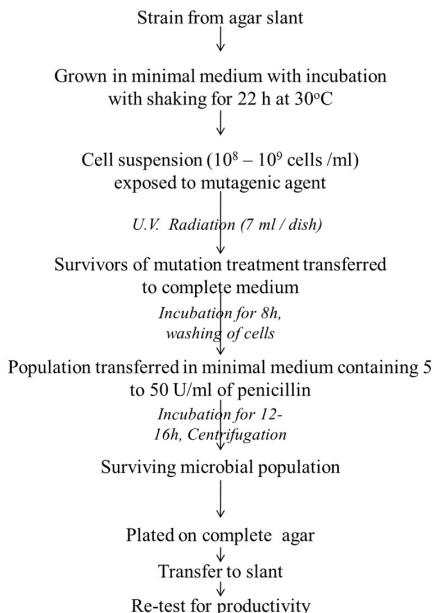 Strain from agar slant
Grown in minimal medium with incubation
with shaking for 22 h at 30°C
Cell suspension (10⁸ – 10⁹ cells /ml)
exposed to mutagenic agent
U.V. Radiation (7 ml / dish)
Survivors of mutation treatment transferred
to complete medium
Incubation for 8h,
washing of cells
Population transferred in minimal medium containing 5
to 50 U/ml of penicillin
Incubation for 12-
16h, Centrifugation
Surviving microbial population
Plated on complete agar
Transfer to slant
Re-test for productivity